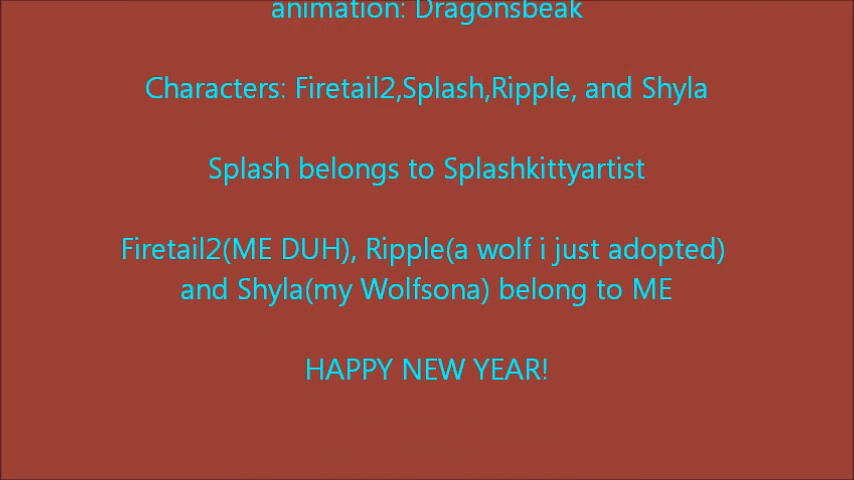 animation: Dragonsbeak
Characters: Firetail2,Splash,Ripple, and Shyla
Splash belongs to Splashkittyartist
Firetail2(ME DUH), Ripple(a wolf i just adopted)
and Shyla(my Wolfsona) belong to ME
HAPPY NEW YEAR!